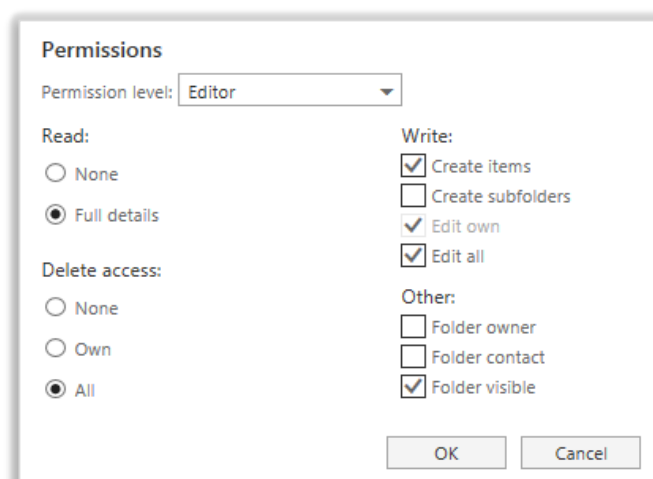 Permissions
Permission level: Editor
Read:
None
Full details
Delete access:
None
Own
All
Write:
Create items
Create subfolders
Edit own
Edit all
Other:
Folder owner
Folder contact
Folder visible
OK
Cancel